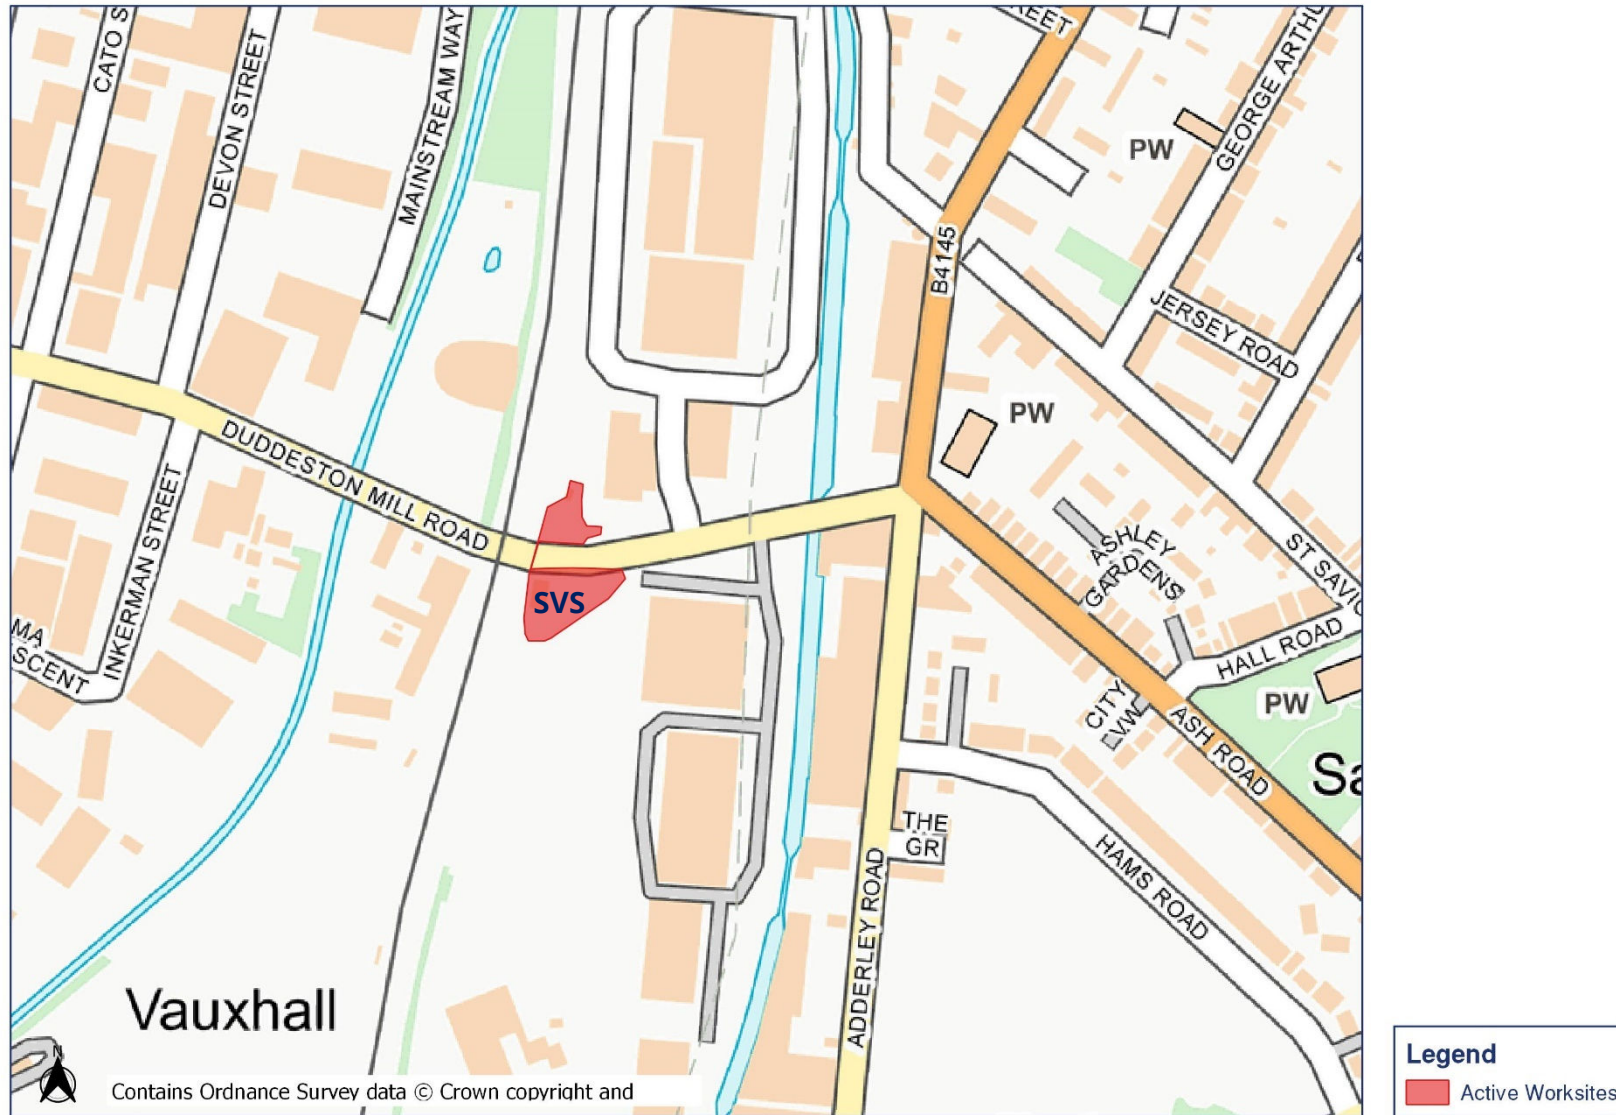 CATO S
DEVON STREET
MAINSTREAM WAY
REET
GEORGE ARTHU
PW
B4145
JERSEY ROAD
PW
DUDDESTON MILL ROAD
INKERMAN STREET
ASHLEY
GARDENS
ST SAVIO
SVS
MA
SCENT
HALL ROAD
CITY
VW
PW
ASH ROAD
Sa
THE
GR
HAMS ROAD
ADDERLEY ROAD
Vauxhall
N
Contains Ordnance Survey data © Crown copyright and
Legend
Active Worksites